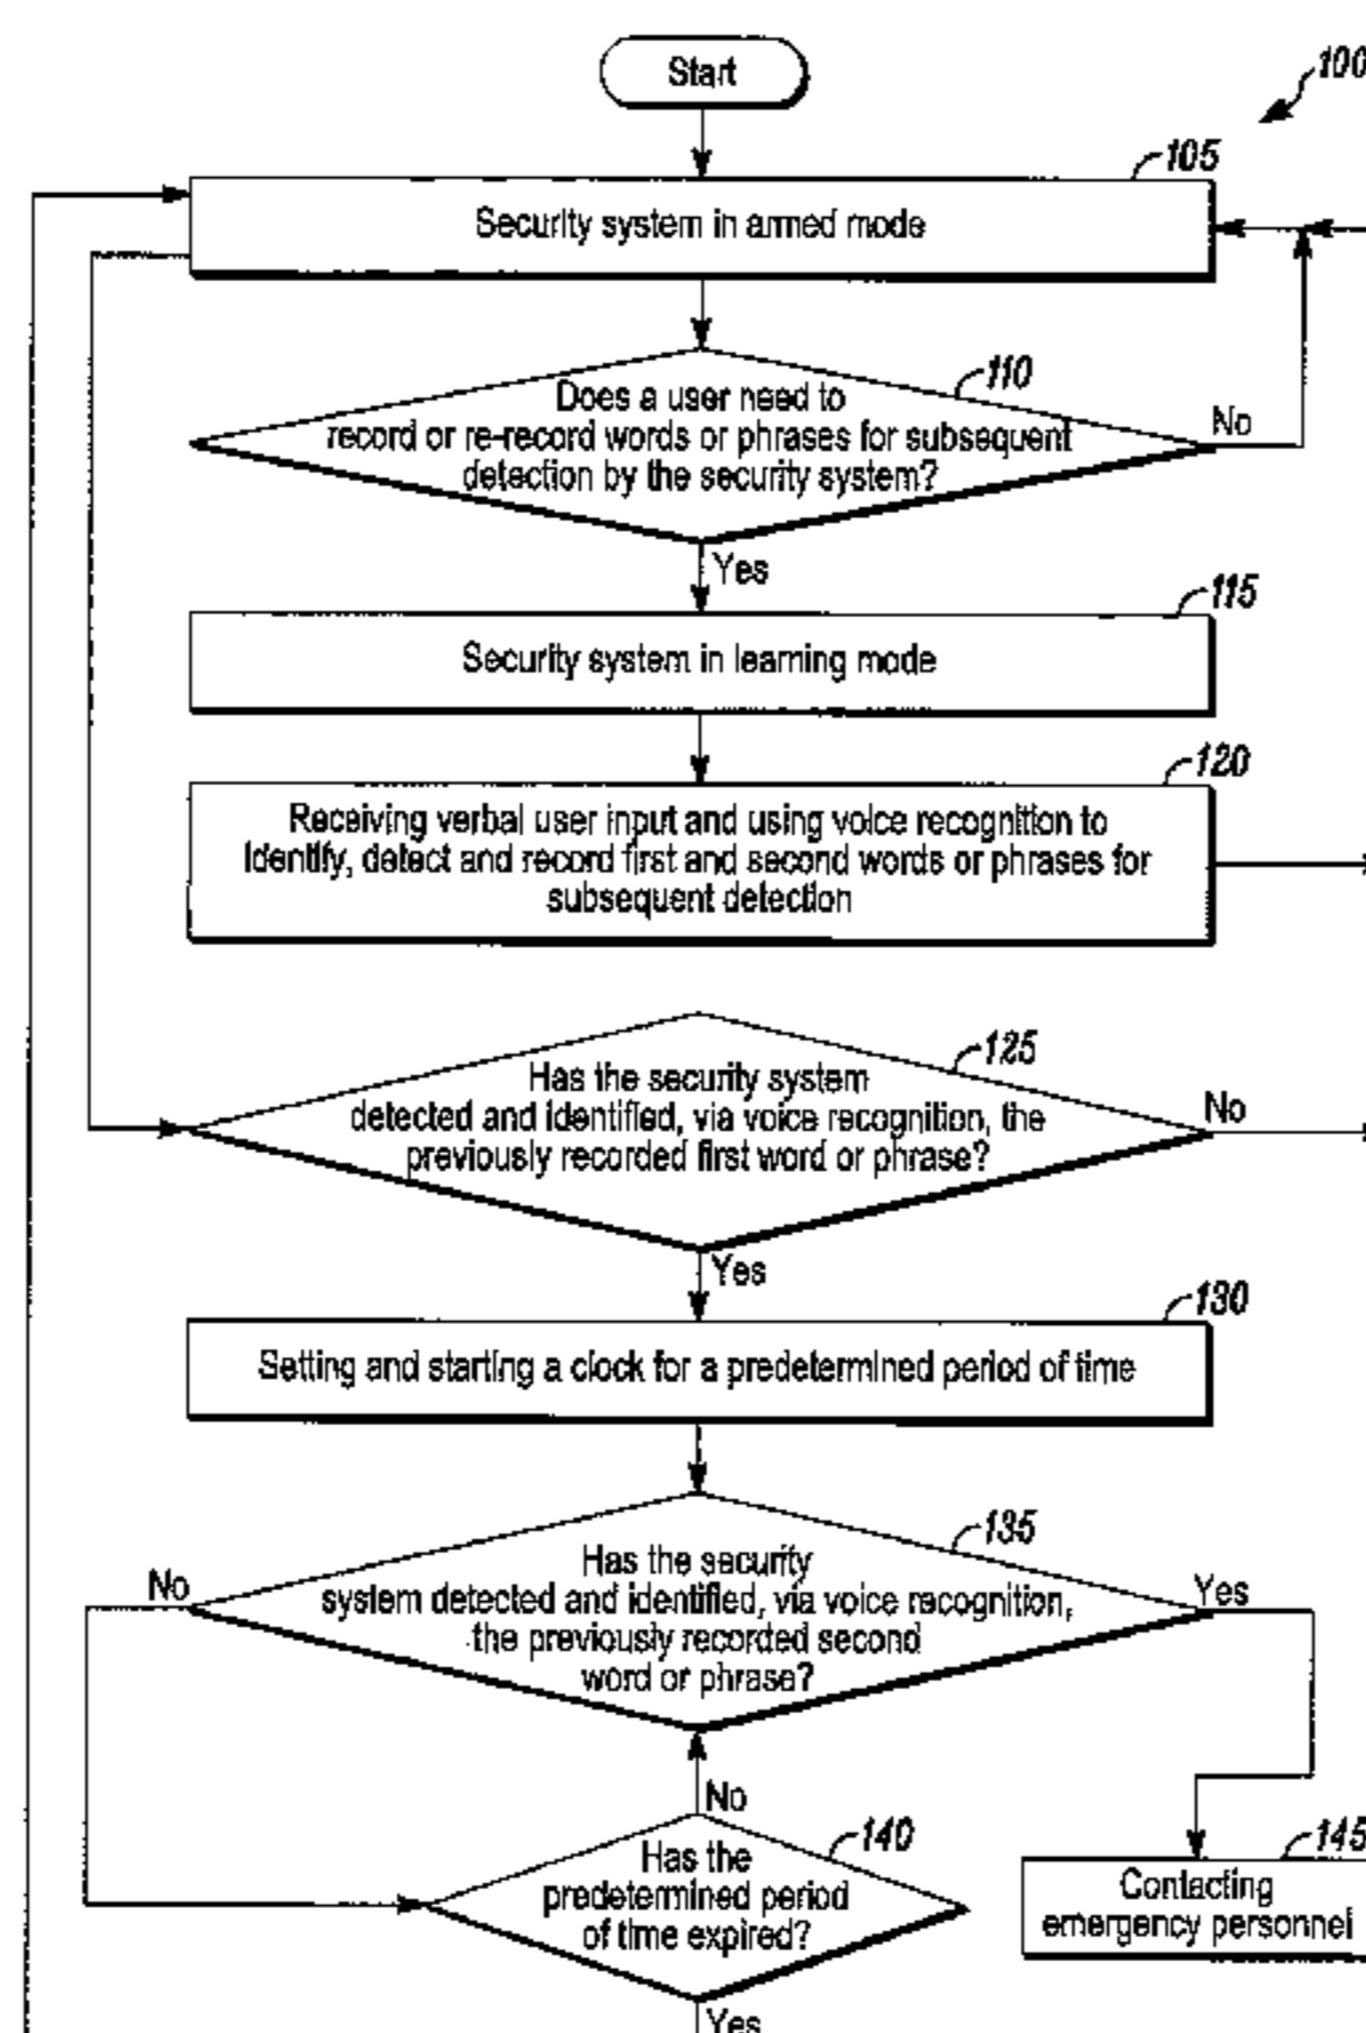 Start
100
105
Security system in armed mode
110
Does a user need to
record or re-record words or phrases for subsequent
detection by the security system?
No
Yes
115
Security system in learning mode
120
Receiving verbal user input and using voice recognition to
identify, detect and record first and second words or phrases for
subsequent detection
125
Has the security system
detected and identified, via voice recognition, the
previously recorded first word or phrase?
No
Yes
130
Setting and starting a clock for a predetermined period of time
135
Has the security
system detected and identified, via voice recognition,
the previously recorded second
word or phrase?
No
Yes
No
140
Has the
predetermined period
of time expired?
145
Contacting
emergency personnel
Yes